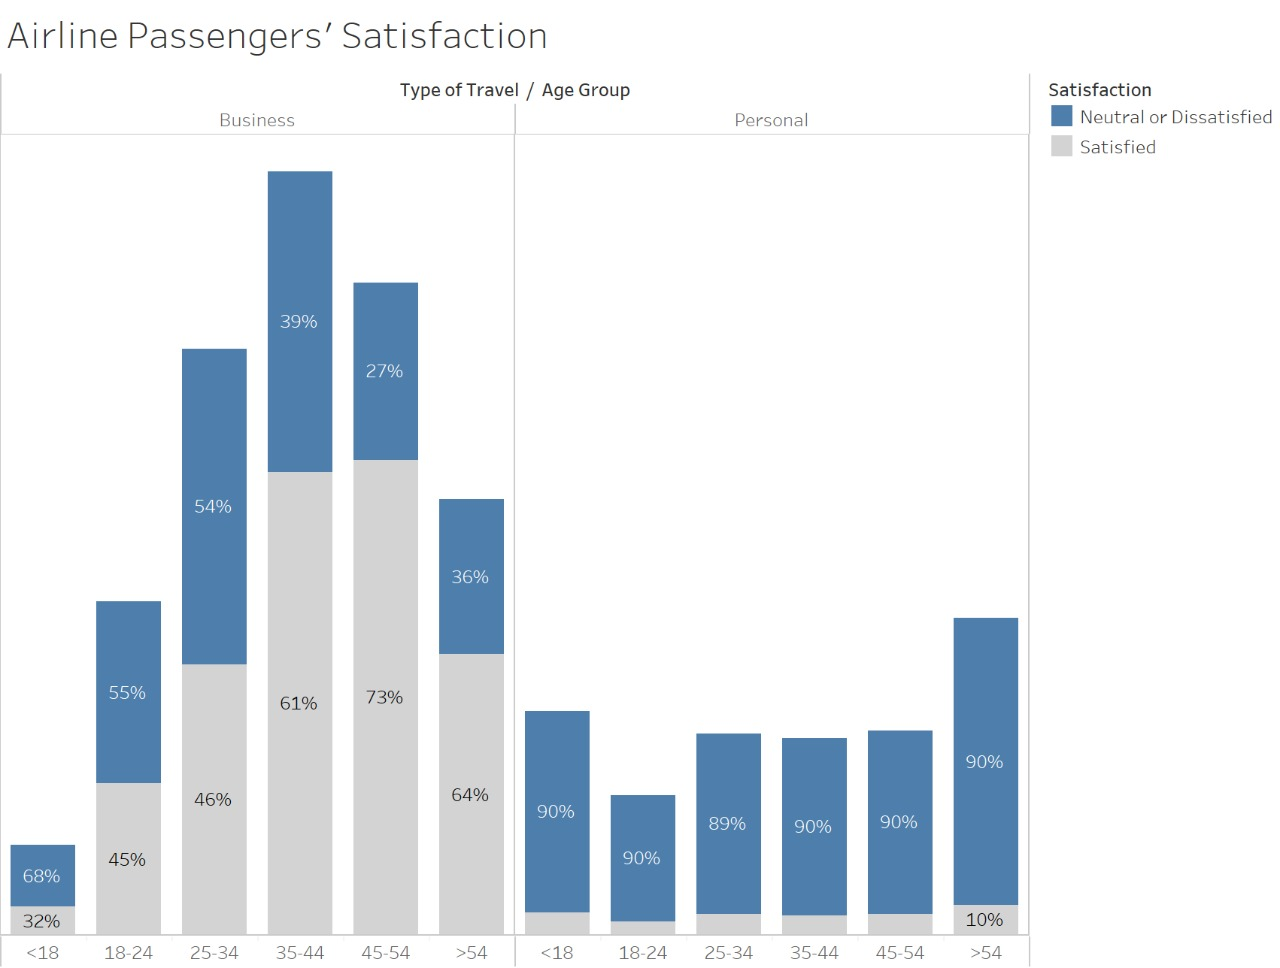 Airline Passengers' Satisfaction
Type of Travel / Age Group
Business
Personal
Satisfaction
Neutral or Dissatisfied
Satisfied
39%
27%
54%
36%
55%
61%
73%
46%
64%
45%
68%
32%
90%
90%
89%
90%
90%
90%
10%
<18 18-24 25-34 35-44 45-54 >54 <18 18-24 25-34 35-44 45-54 >54